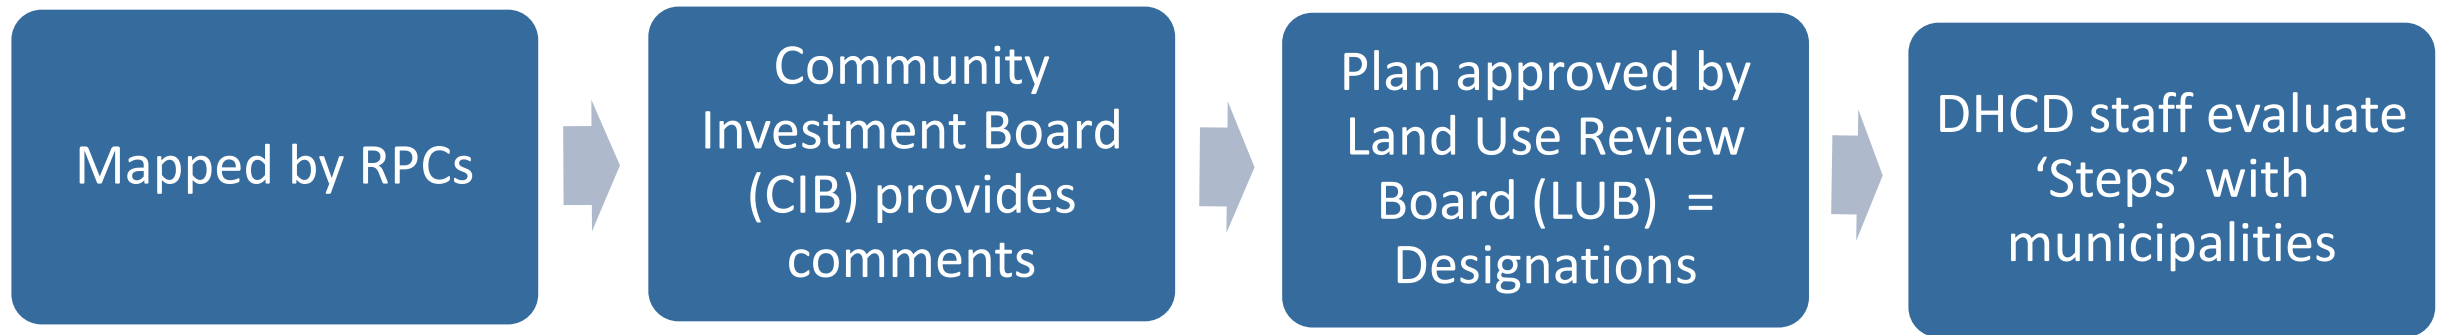 Mapped by RPCs
Community
Investment Board
(CIB) provides
comments
Plan approved by
Land Use Review
Board (LUB)  =
Designations
DHCD staff evaluate
‘Steps’ with
municipalities